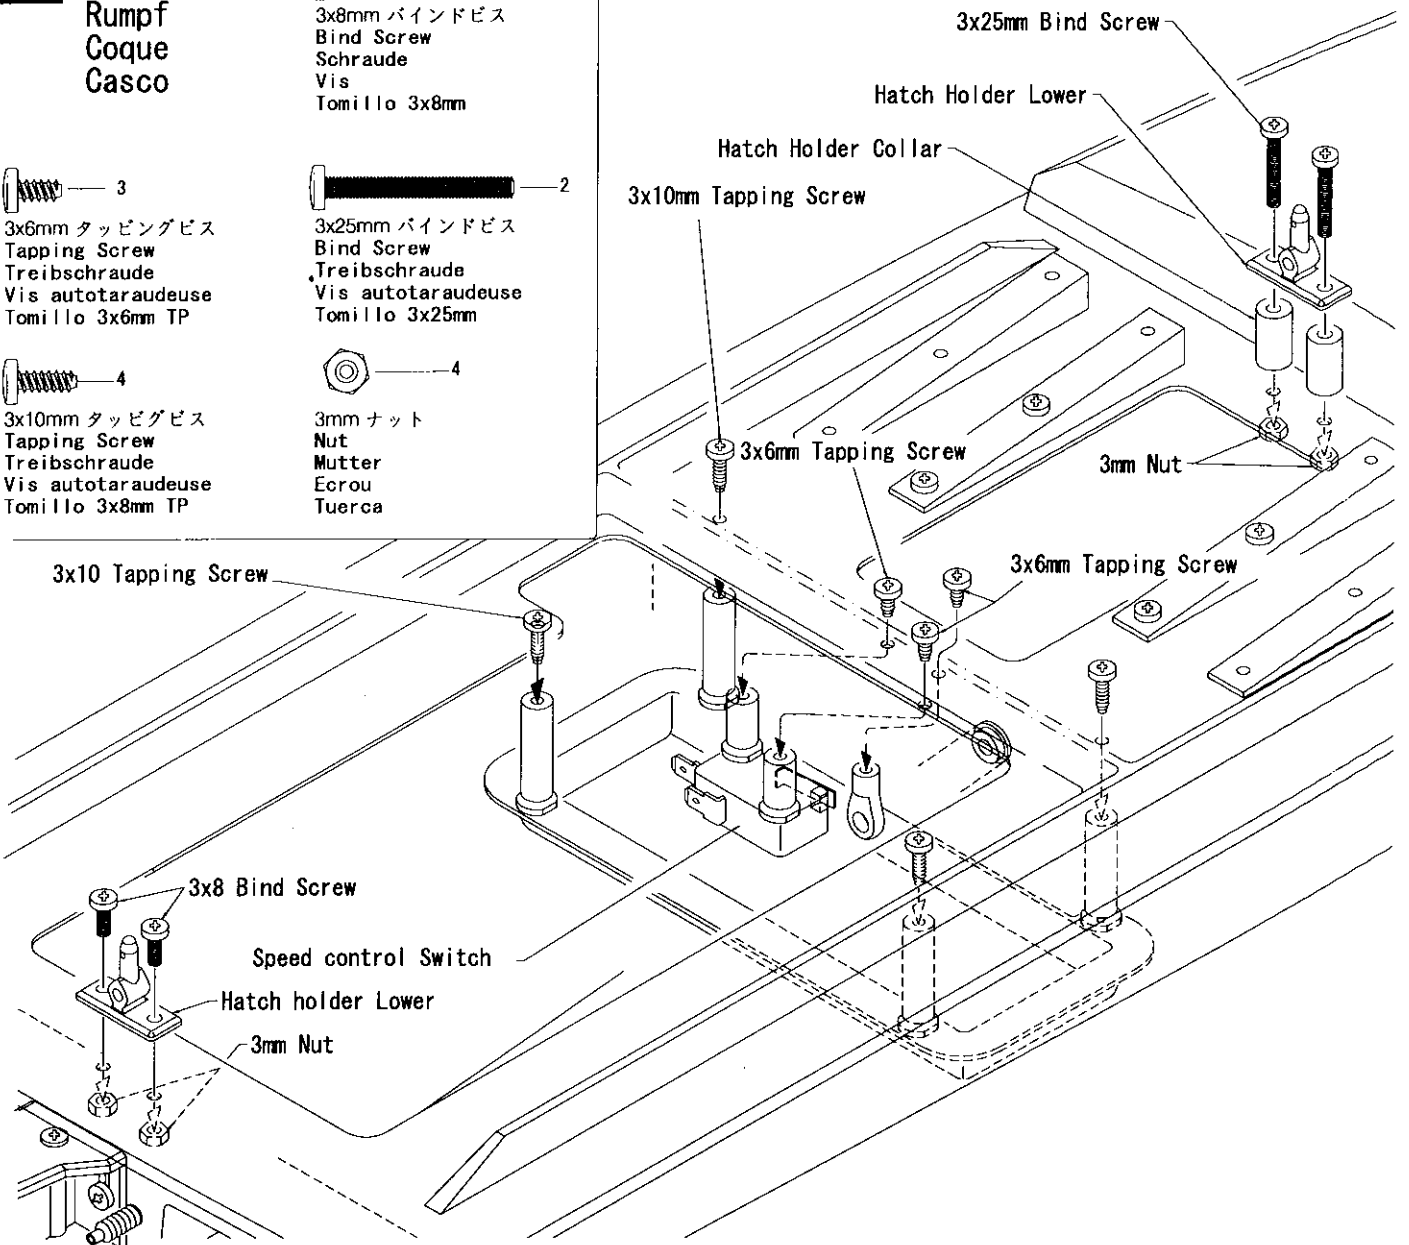 Rumpf
Coque
Casco
3x8mm バインドビス
Bind Screw
Schraude
Vis
Tomillo 3x8mm
3
3x6mm タッピングビス
Tapping Screw
Treibschraude
Vis autotaraudeuse
Tomillo 3x6mm TP
2
3x25mm バインドビス
Bind Screw
Treibschraude
Vis autotaraudeuse
Tomillo 3x25mm
4
3x10mm タッピグビス
Tapping Screw
Treibschraude
Vis autotaraudeuse
Tomillo 3x8mm TP
4
3mm ナット
Nut
Mutter
Ecrou
Tuerca
3x25mm Bind Screw
Hatch Holder Lower
Hatch Holder Collar
3x10mm Tapping Screw
3x6mm Tapping Screw
3mm Nut
3x10 Tapping Screw
3x6mm Tapping Screw
3x8 Bind Screw
Speed control Switch
Hatch holder Lower
3mm Nut